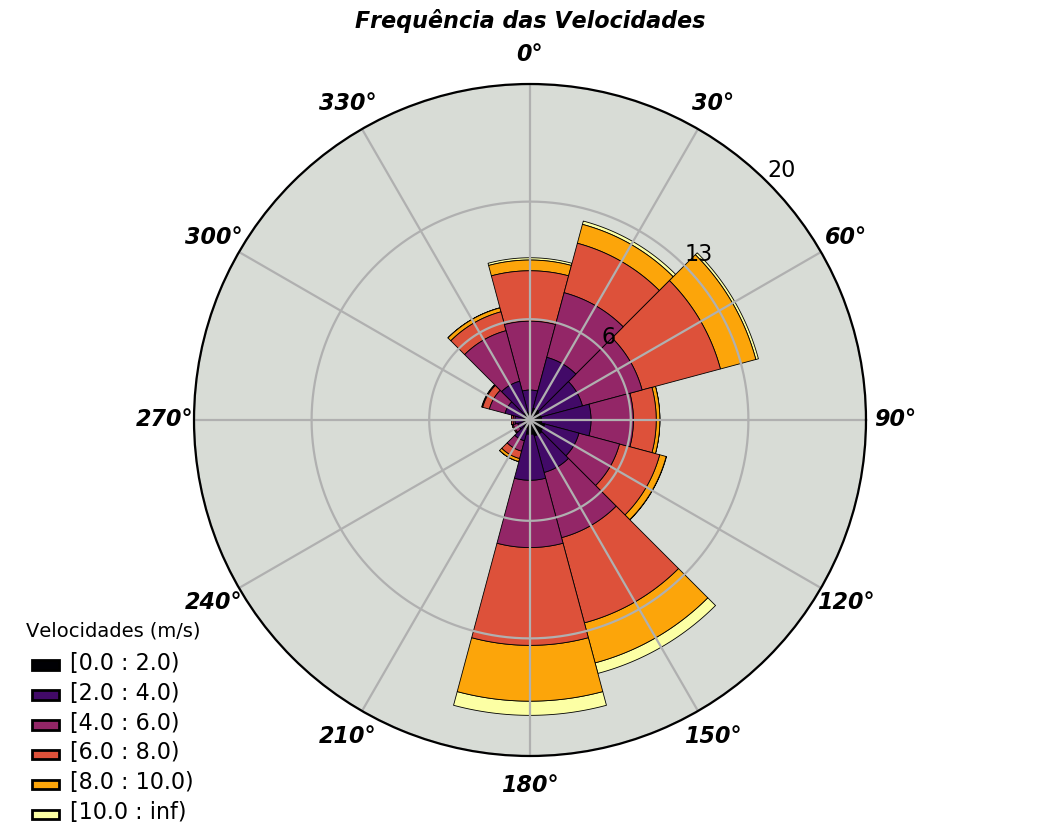 Frequência das Velocidades
0°
330°
30°
20
300°
60°
13
6
270°
90°
240°
120°
210°
150°
180°
Velocidades (m/s)
[0.0 : 2.0)
[2.0 : 4.0)
[4.0 : 6.0)
[6.0 : 8.0)
[8.0 : 10.0)
[10.0 : inf)